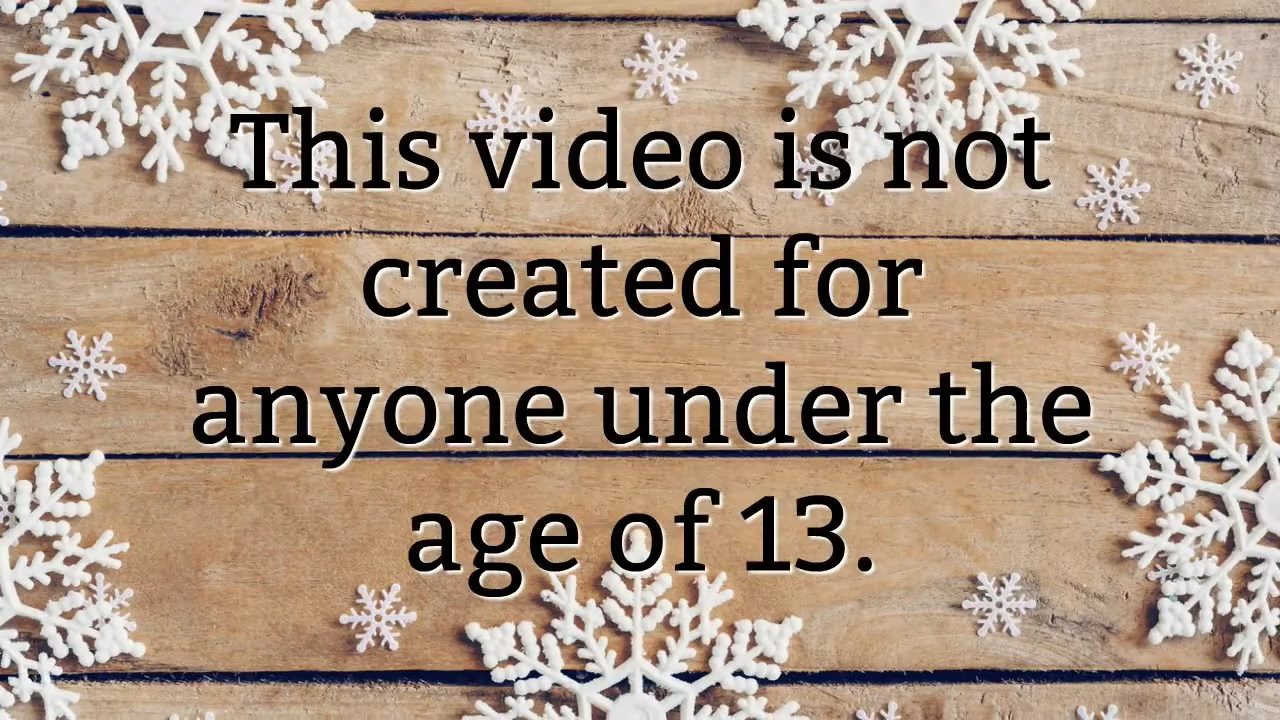 This video is not
created for
anyone under the
age of 13.